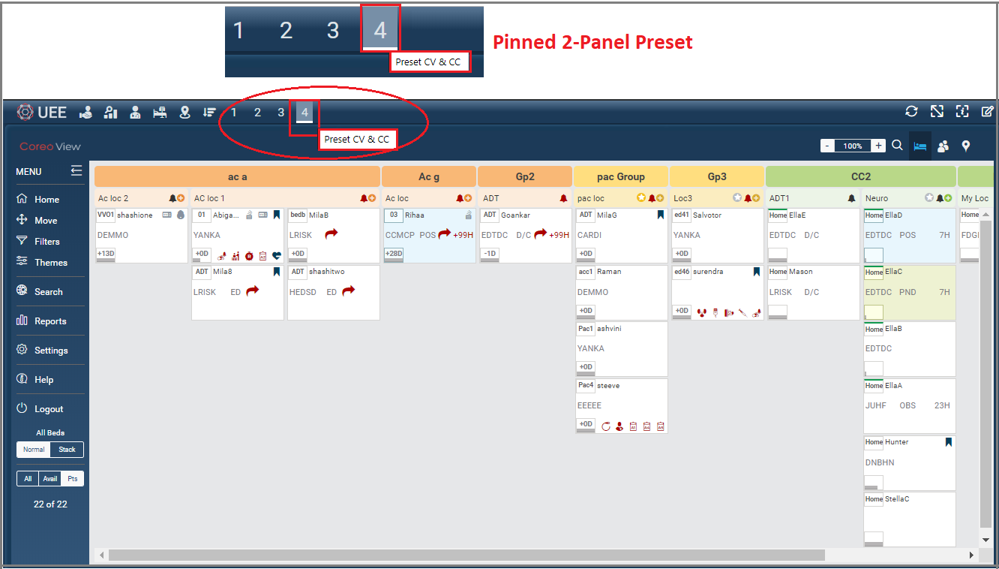 1 2 3 4
Pinned 2-Panel Preset
Preset CV & CC
UEE 1 2 3 4
Preset CV & CC
Coreo View
- 100% +
MENU
Home
Move
Filters
Themes
Search
Reports
Settings
Help
Logout
All Beds
Normal Stack
All Avail Pts
22 of 22
ac a Ac g Gp2 pac Group Gp3 CC2
Ac loc 2 AC loc 1 Ac loc ADT pac loc Loc3 ADT1 Neuro My Loc
VVO1 shashione
DEMMO
+13D
01 Abiga...
YANKA
+0D
ADT Mila8
LRISK ED
bedb MilaB
LRISK
+0D
ADT shashitwo
HEDSD ED
03 Rihaa
CCMCP POS +99H
+28D
ADT Goankar
EDTDC D/C +99H
-1D
ADT MilaG
CARDI
+0D
acc1 Raman
DEMMO
+0D
Pac1 ashvini
YANKA
+0D
Pac4 steeve
EEEEE
+0D
ed41 Salvotor
YANKA
+0D
ed46 surendra
+0D
Home EllaE
EDTDC D/C
Home Mason
LRISK D/C
Home EllaD
EDTDC POS 7H
Home EllaC
EDTDC PND 7H
Home EllaB
EDTDC
Home EllaA
JUHF OBS 23H
Home Hunter
DNBHN
Home StellaC
Home
FDGI